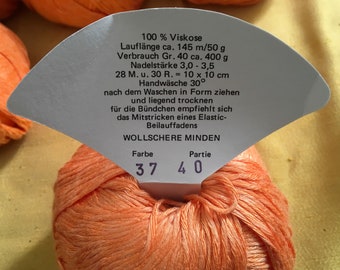 100 % Viskose
Lauflänge ca. 145 m/50 g
Verbrauch Gr. 40 ca. 400 g
Nadelstärke 3,0 - 3,5
28 M. u. 30 R. = 10 x 10 cm
Handwäsche 30°
nach dem Waschen in Form ziehen
und liegend trocknen
für die Bündchen empfiehlt sich
das Mitstricken eines Elastic-
Beilauffadens
WOLLSCHERE MINDEN
Farbe Partie
37 40